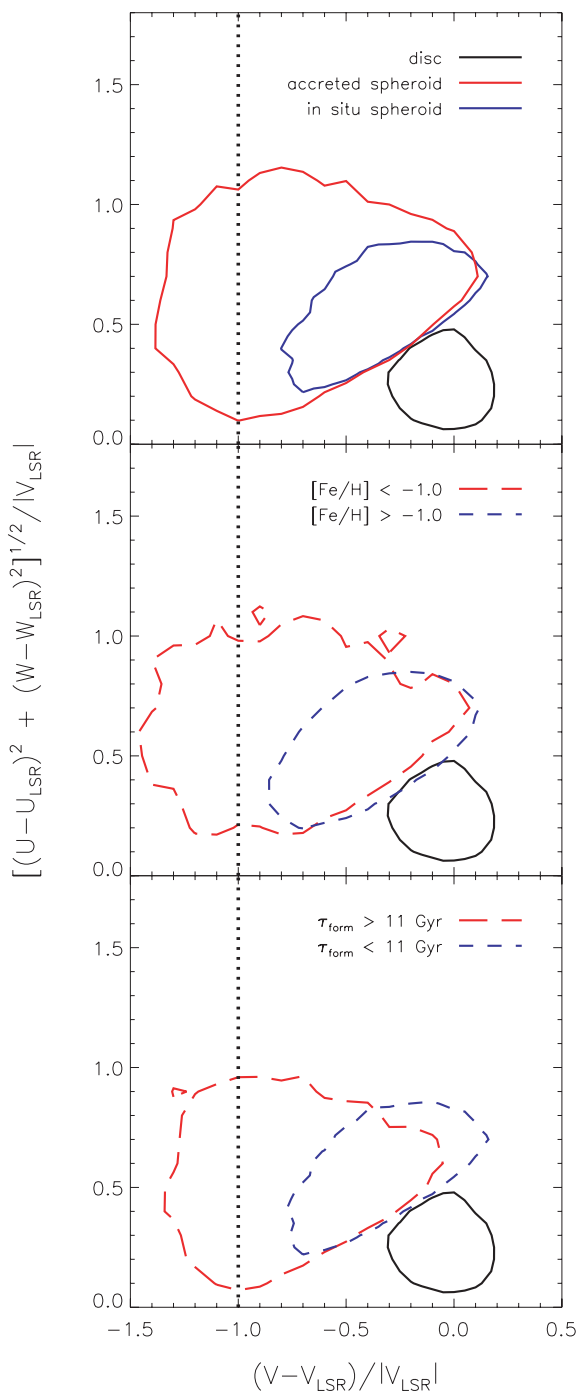 disc
accreted spheroid
in situ spheroid
1.5
1.0
0.5
0.0
[Fe/H] < −1.0
[Fe/H] > −1.0
1.5
1.0
0.5
0.0
τform > 11 Gyr
τform < 11 Gyr
1.5
1.0
0.5
0.0
−1.5 −1.0 −0.5 0.0 0.5
(V−VLSR)/|VLSR|
[(U−ULSR)2 + (W−WLSR)2]1/2/|VLSR|